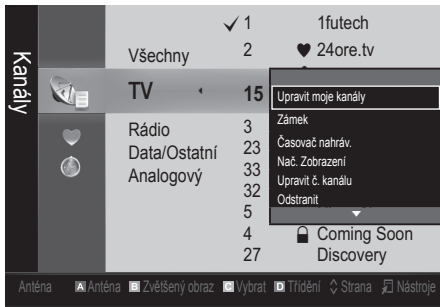 Kanály
1 1futech
Všechny 2 24ore.tv
TV 15
Rádio 3
Data/Ostatní 23
Analogový 33
32
5
4 Coming Soon
27 Discovery
Upravit moje kanály
Zámek
Časovač nahráv.
Nač. Zobrazení
Upravit č. kanálu
Odstranit
Anténa A Anténa B Zvětšený obraz C Vybrat D Třídění Strana Nástroje